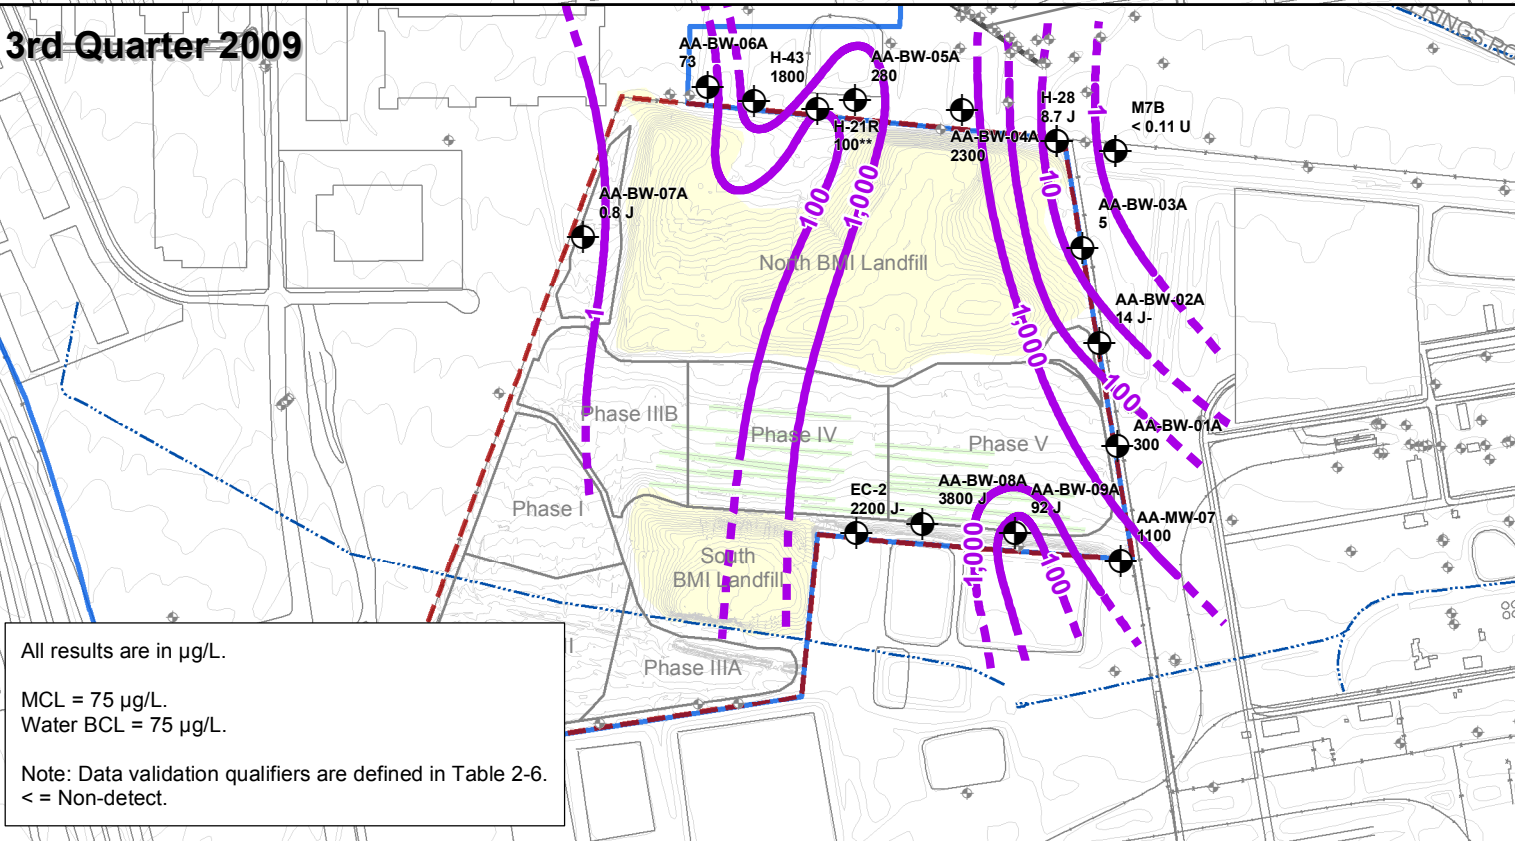 3rd Quarter 2009
AA-BW-06A
73
H-43
1800
AA-BW-05A
280
H-21R
100**
AA-BW-04A
2300
H-28
8.7 J
M7B
< 0.11 U
1
10
AA-BW-07A
0.8 J
AA-BW-03A
5
100
1,000
North BMI Landfill
AA-BW-02A
14 J-
1
1,000
100
Phase IIIB
Phase IV
Phase V
AA-BW-01A
300
EC-2
2200 J-
AA-BW-08A
3800 J
AA-BW-09A
92 J
AA-MW-07
1100
Phase I
South
BMI Landfill
1,000
100
Phase IIIA
All results are in µg/L.
MCL = 75 µg/L.
Water BCL = 75 µg/L.
Note: Data validation qualifiers are defined in Table 2-6.
< = Non-detect.